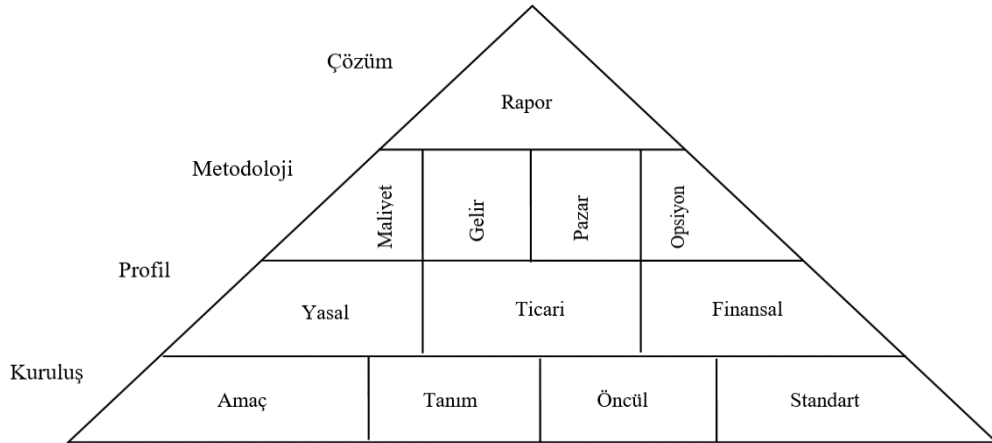 Çözüm
Rapor
Metodoloji
Maliyet
Gelir
Pazar
Opsiyon
Profil
Yasal
Ticari
Finansal
Kuruluş
Amaç
Tanım
Öncül
Standart